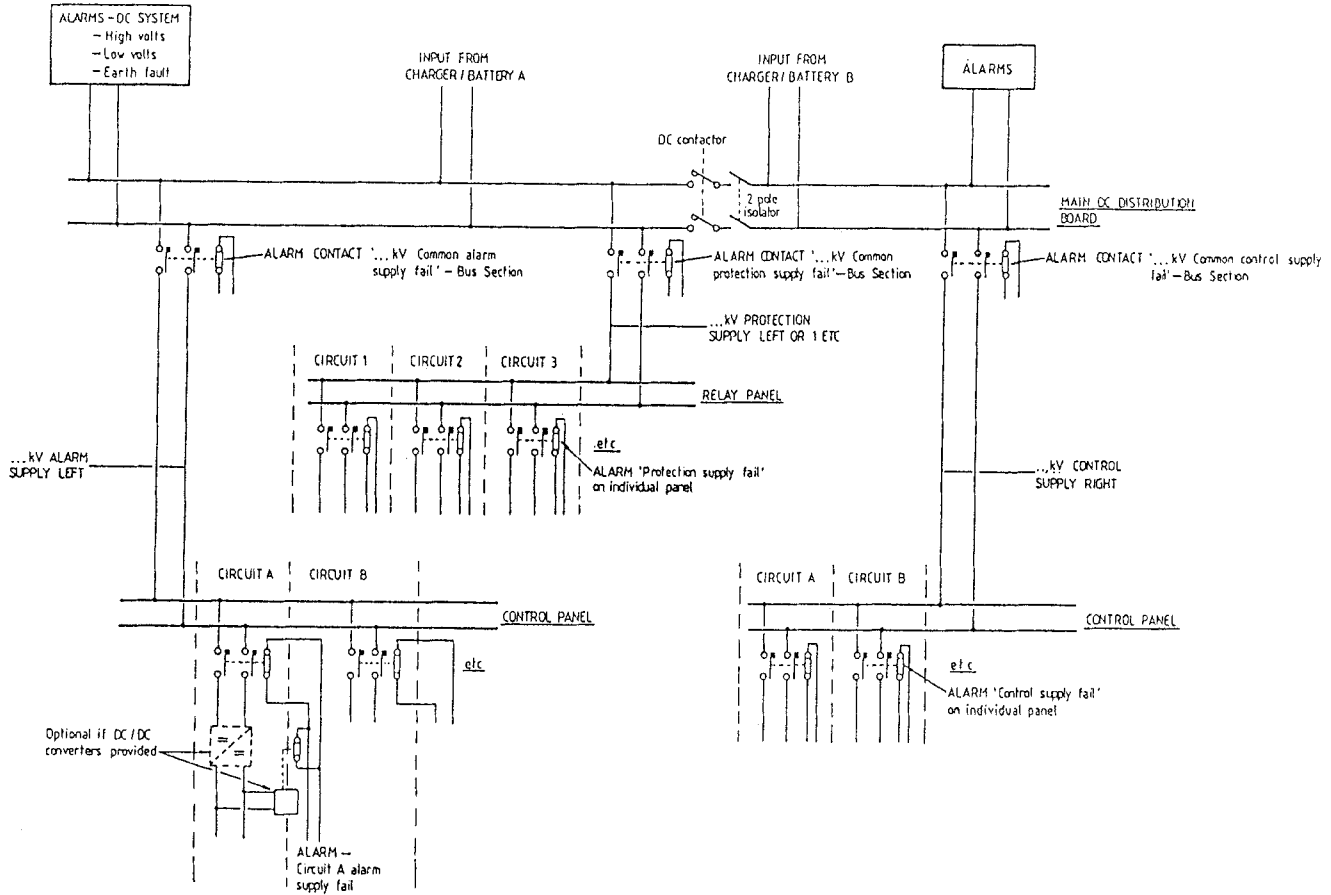 ALARMS - DC SYSTEM
- High volts
- Low volts
- Earth fault
INPUT FROM
CHARGER / BATTERY A
INPUT FROM
CHARGER / BATTERY B
ALARMS
DC contactor
2 pole
isolator
MAIN DC DISTRIBUTION
BOARD
ALARM CONTACT '... kV Common alarm
supply fail' - Bus Section
ALARM CONTACT '... kV Common
protection supply fail' - Bus Section
ALARM CONTACT '... kV Common control supply
fail' - Bus Section
...kV PROTECTION
SUPPLY LEFT OR 1 ETC
CIRCUIT 1
CIRCUIT 2
CIRCUIT 3
RELAY PANEL
.etc.
ALARM 'Protection supply fail'
on individual panel
...kV ALARM
SUPPLY LEFT
...kV CONTROL
SUPPLY RIGHT
CIRCUIT A
CIRCUIT B
CONTROL PANEL
etc
CIRCUIT A
CIRCUIT B
CONTROL PANEL
etc
ALARM 'Control supply fail'
on individual panel
Optional if DC/DC
converters provided
ALARM -
Circuit A alarm
supply fail